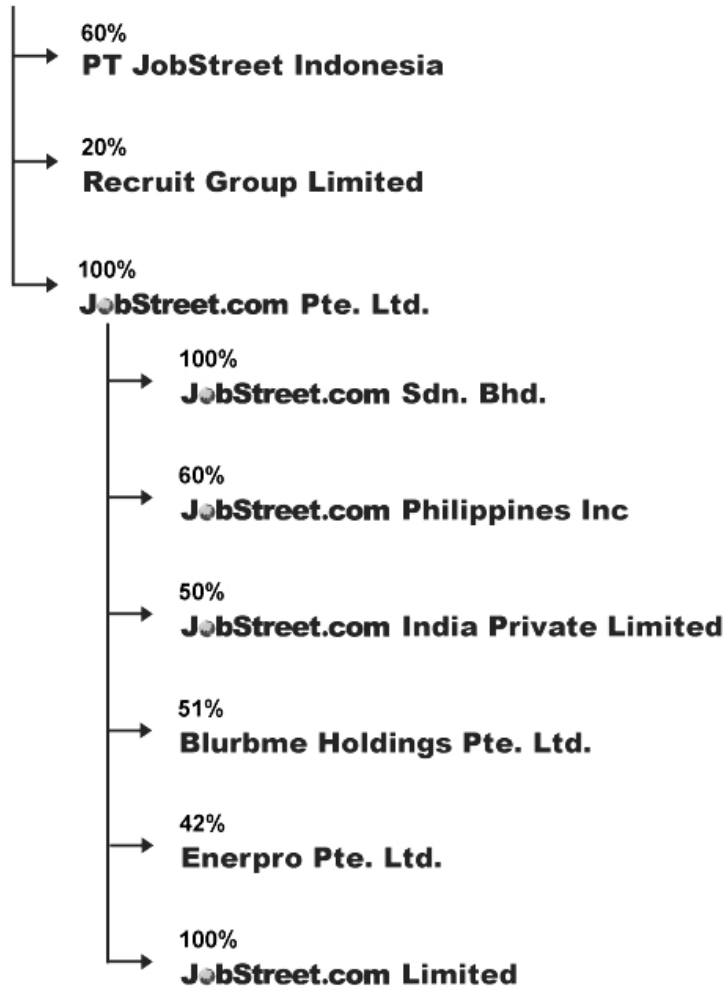 60%
PT JobStreet Indonesia
20%
Recruit Group Limited
100%
JobStreet.com Pte. Ltd.
100%
JobStreet.com Sdn. Bhd.
60%
JobStreet.com Philippines Inc
50%
JobStreet.com India Private Limited
51%
Blurbme Holdings Pte. Ltd.
42%
Enerpro Pte. Ltd.
100%
JobStreet.com Limited